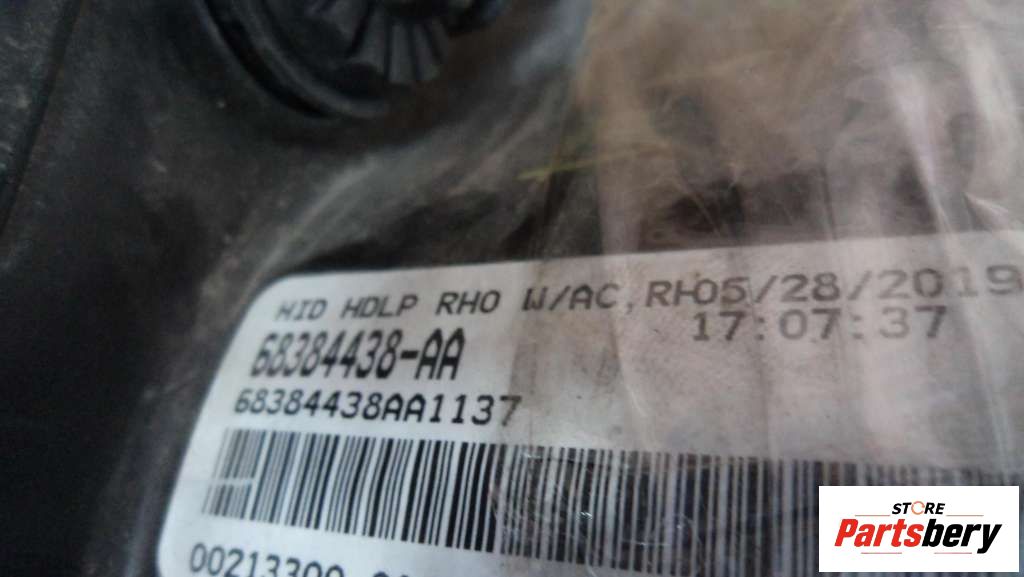 HID HDLP RHO W/AC,RH05/28/2019
17:07:37
68384438-AA
68384438AA1137
STORE
Partsbery